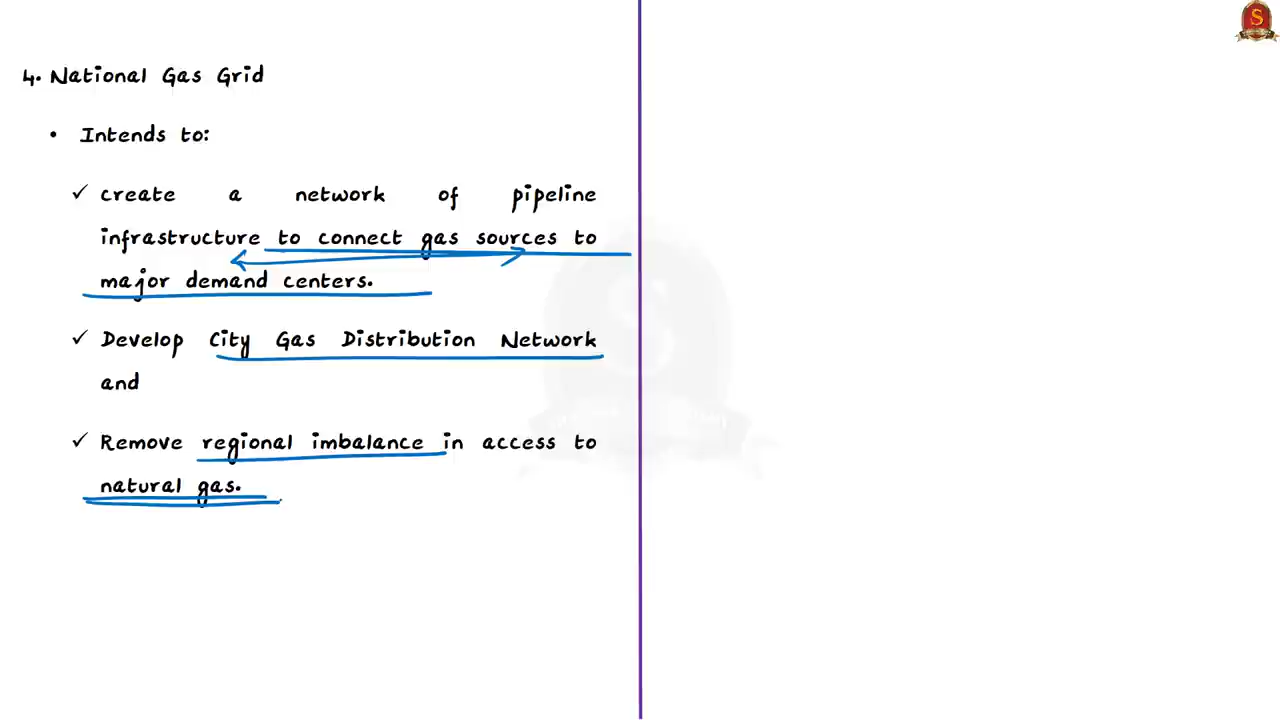 4. National Gas Grid
• Intends to:
✓ create a network of pipeline
infrastructure to connect gas sources to
major demand centers.
✓ Develop City Gas Distribution Network
and
✓ Remove regional imbalance in access to
natural gas.
S